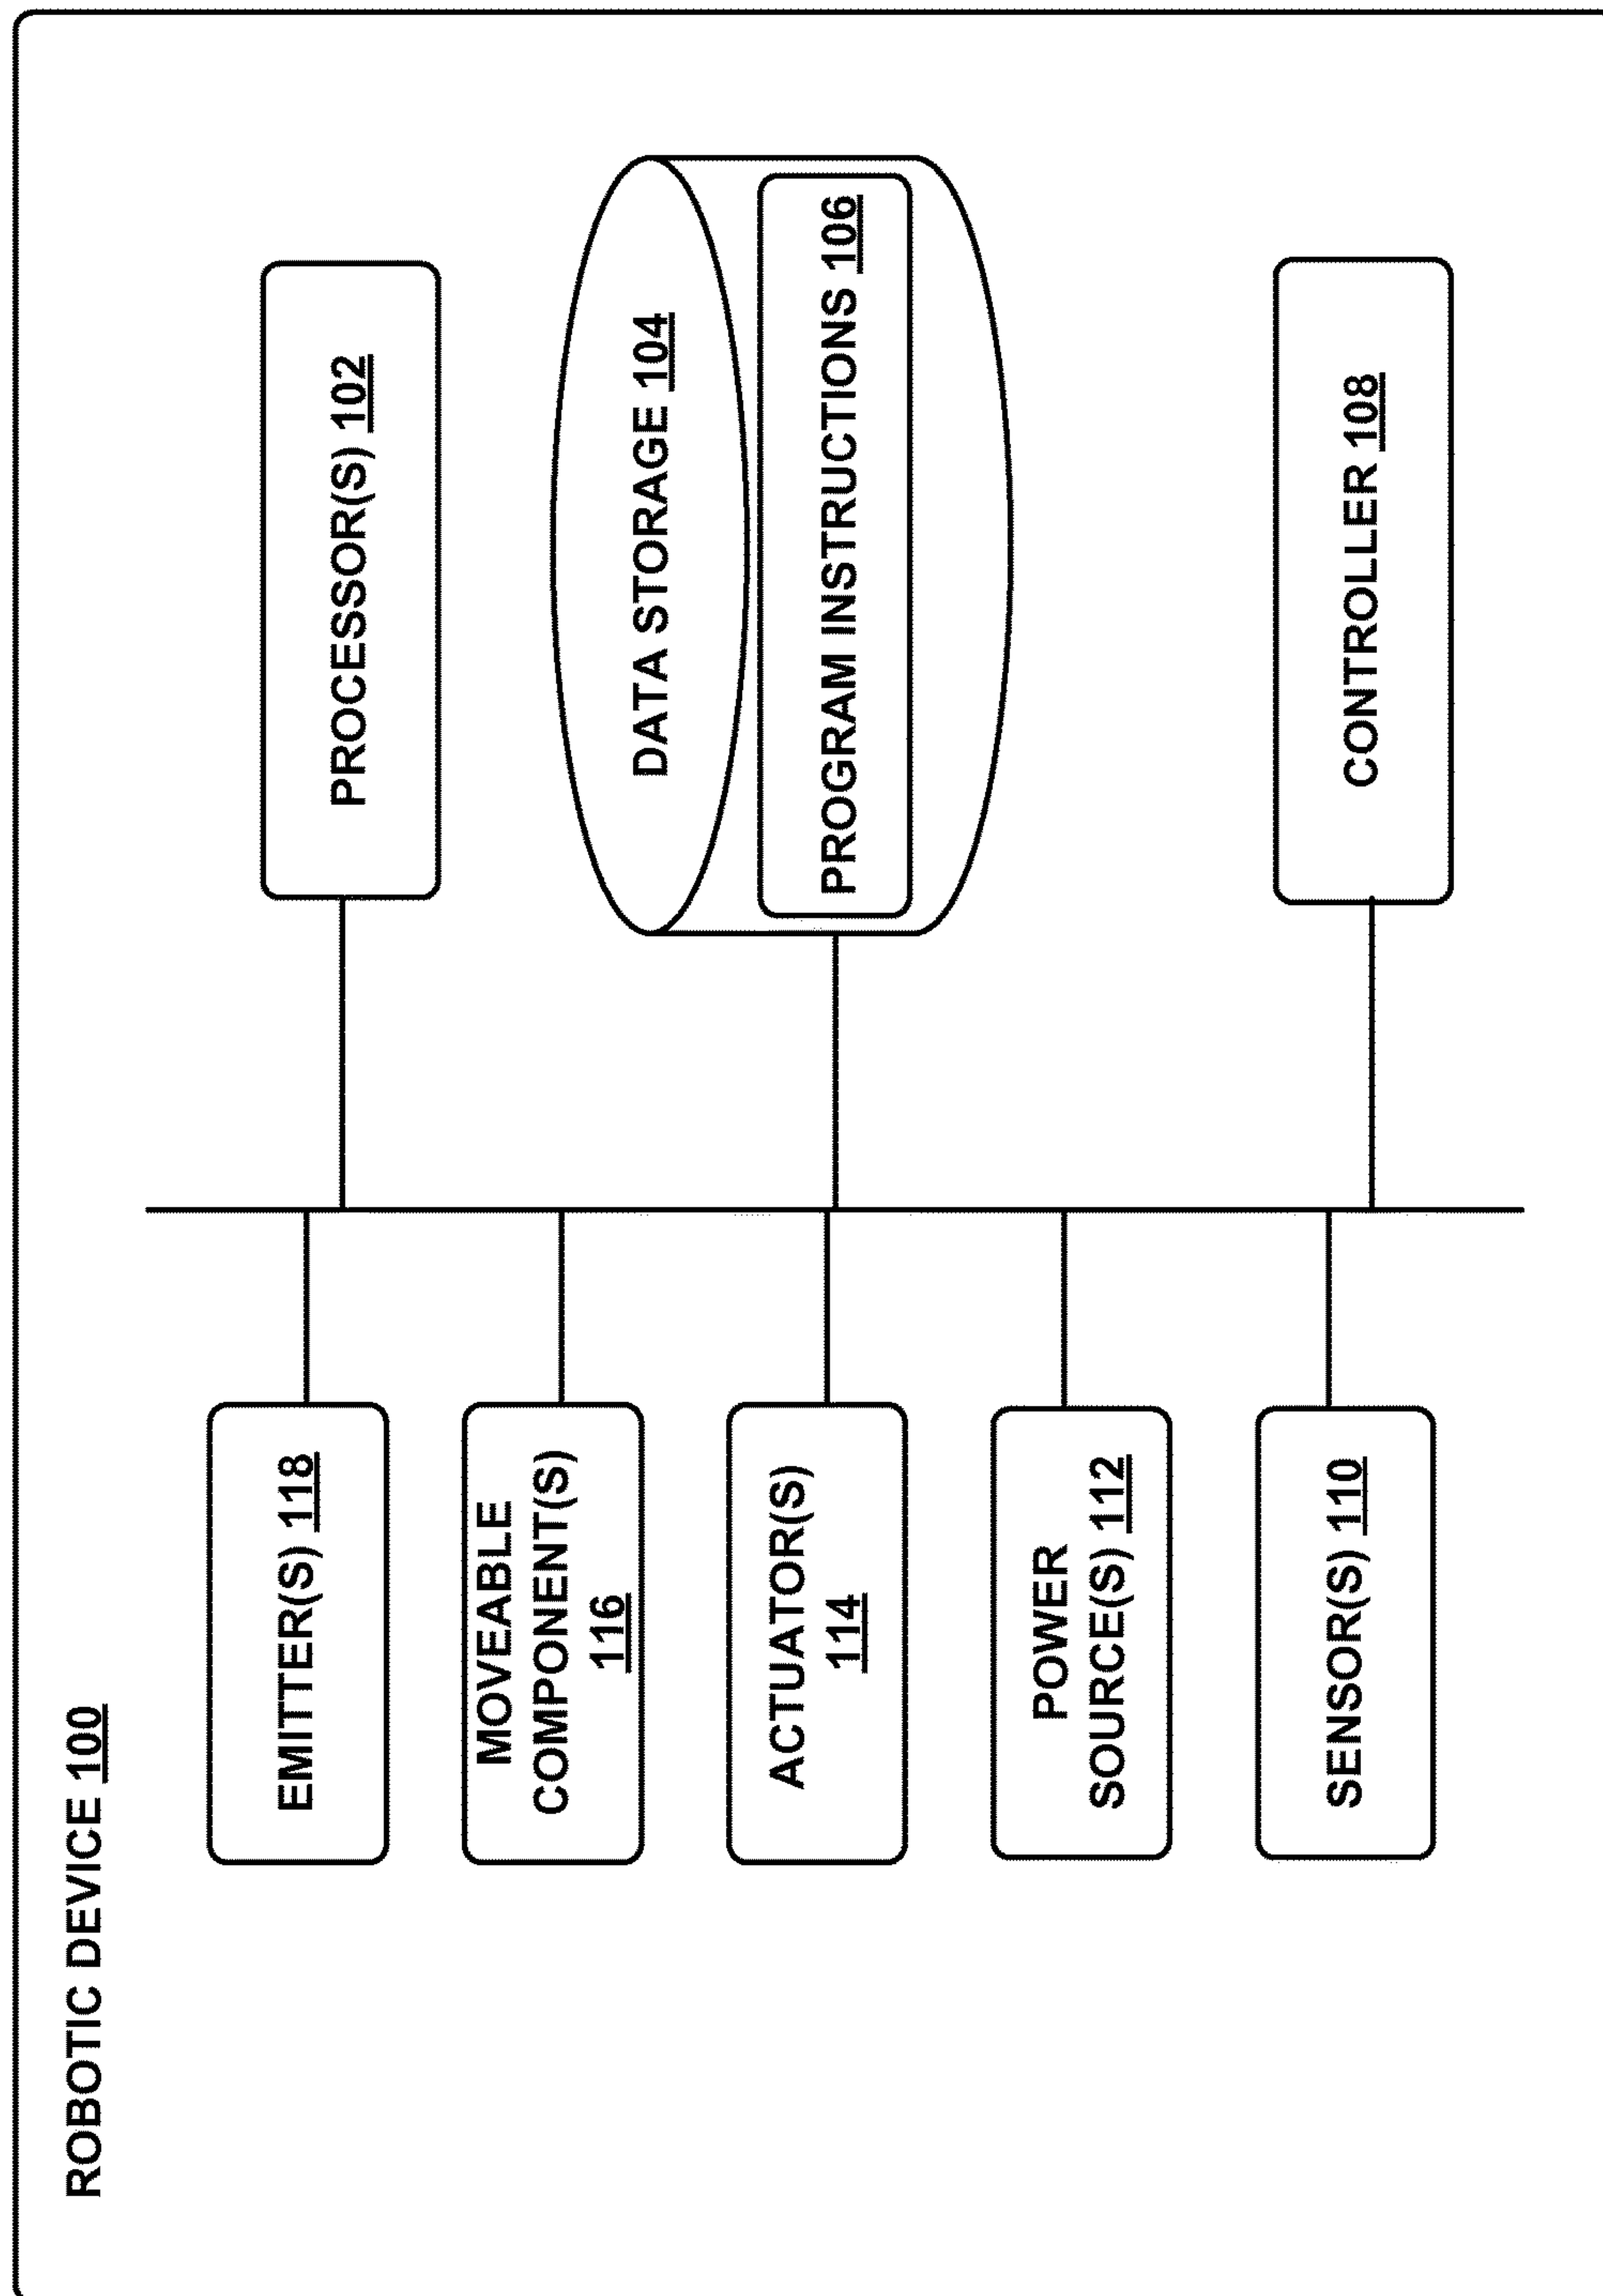 ROBOTIC DEVICE 100
EMITTER(S) 118
MOVEABLE
COMPONENT(S)
116
ACTUATOR(S)
114
POWER
SOURCE(S) 112
SENSOR(S) 110
PROCESSOR(S) 102
DATA STORAGE 104
PROGRAM INSTRUCTIONS 106
CONTROLLER 108